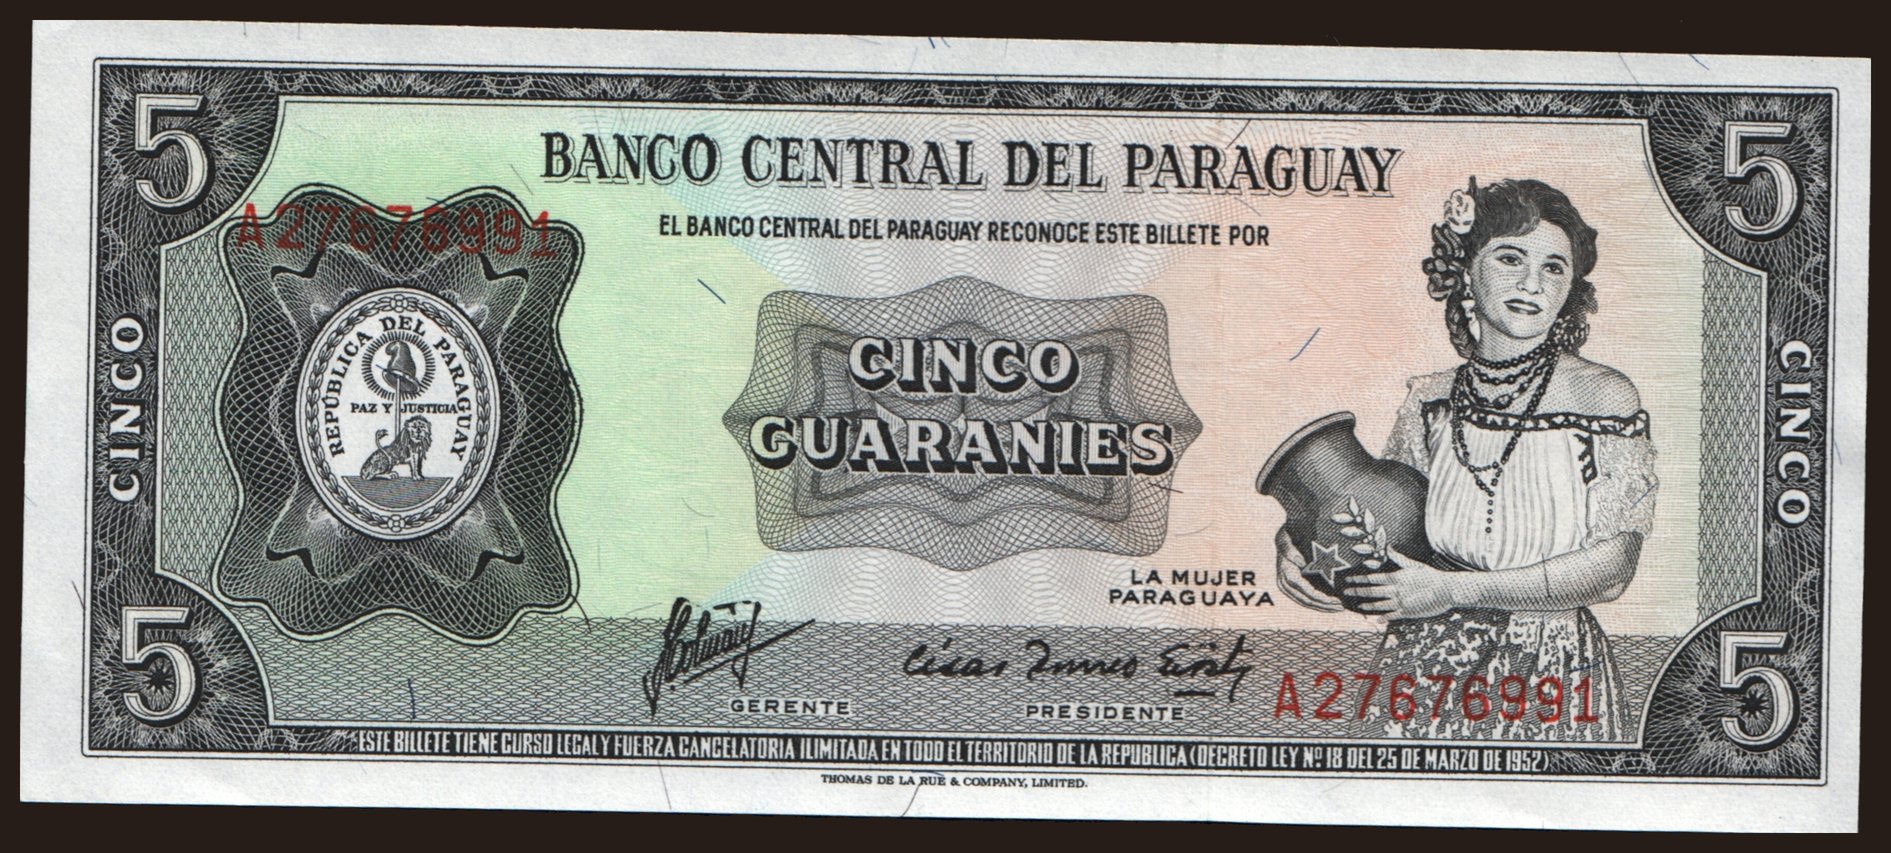 5
5
BANCO CENTRAL DEL PARAGUAY
A27676991
EL BANCO CENTRAL DEL PARAGUAY RECONOCE ESTE BILLETE POR
REPÚBLICA DEL PARAGUAY
PAZ Y JUSTICIA
CINCO
CINCO
GUARANIES
CINCO
LA MUJER
PARAGUAYA
GERENTE
PRESIDENTE
A27676991
5
5
ESTE BILLETE TIENE CURSO LEGAL Y FUERZA CANCELATORIA ILIMITADA EN TODO EL TERRITORIO DE LA REPUBLICA (DECRETO LEY Nº 18 DEL 25 DE MARZO DE 1952)
THOMAS DE LA RUE & COMPANY, LIMITED.